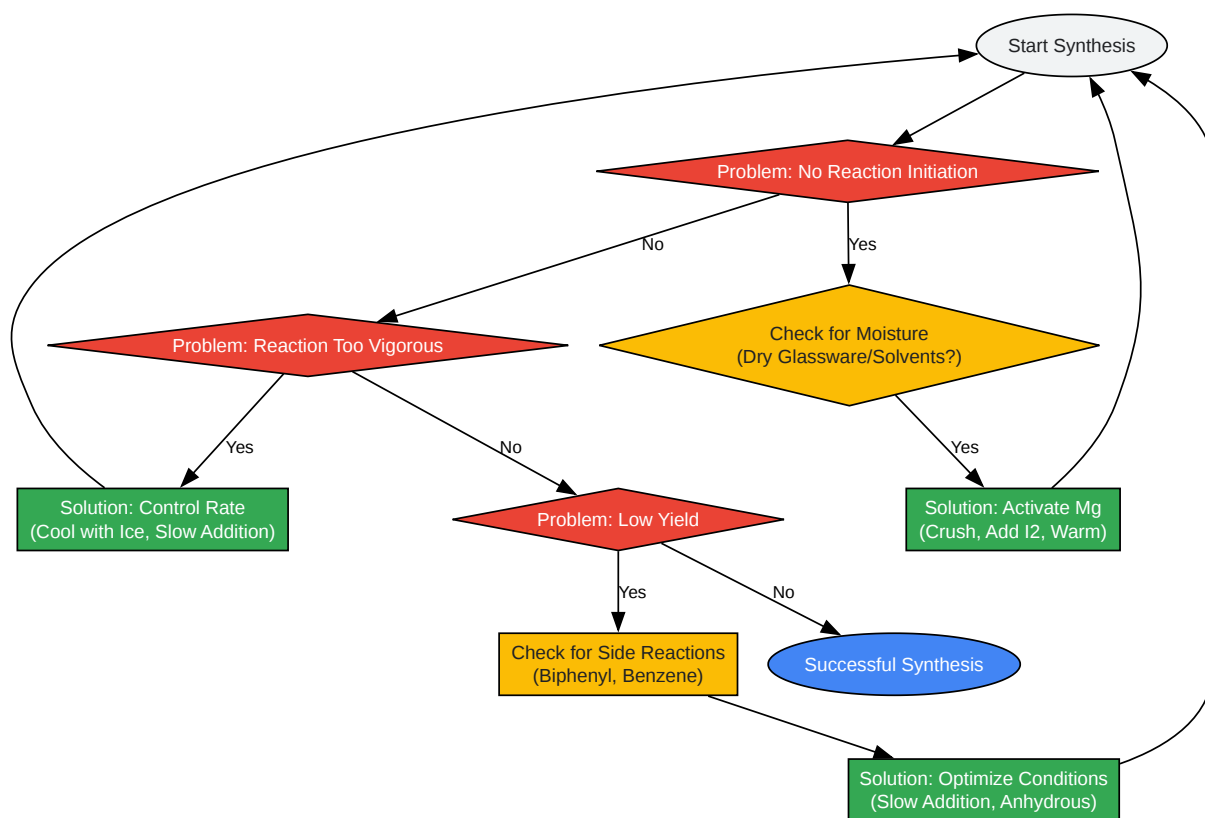 Start Synthesis
Problem: No Reaction Initiation
No
Yes
Check for Moisture
(Dry Glassware/Solvents?)
Problem: Reaction Too Vigorous
Yes
No
Yes
Solution: Control Rate
(Cool with Ice, Slow Addition)
Problem: Low Yield
Solution: Activate Mg
(Crush, Add I2, Warm)
Yes
No
Check for Side Reactions
(Biphenyl, Benzene)
Successful Synthesis
Solution: Optimize Conditions
(Slow Addition, Anhydrous)